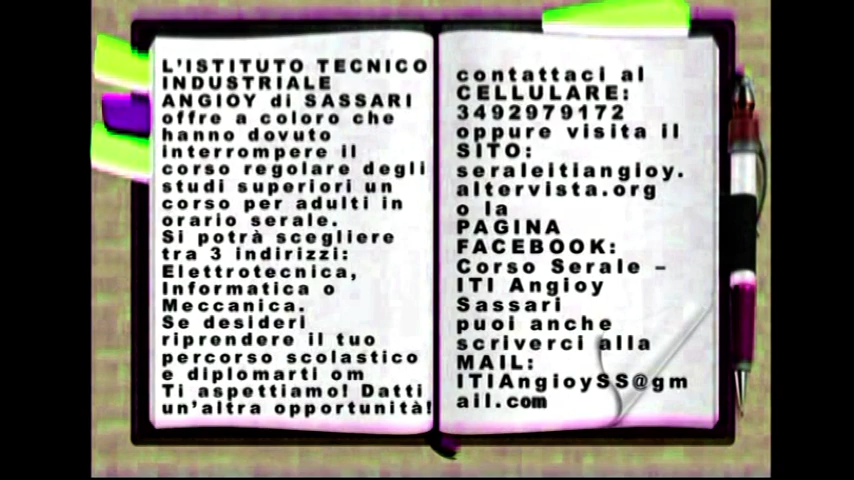 L'ISTITUTO TECNICO
INDUSTRIALE
ANGIOY di SASSARI
offre a coloro che
hanno dovuto
interrompere il
corso regolare degli
studi superiori un
corso per adulti in
orario serale.
Si potrà scegliere
tra 3 indirizzi:
Elettrotecnica,
Informatica o
Meccanica.
Se desideri
riprendere il tuo
percorso scolastico
e diplomarti om
Ti aspettiamo! Datti
un'altra opportunità!
contattaci al
CELLULARE:
3492979172
oppure visita il
SITO:
seraleitiangioy.
altervista.org
o la
PAGINA
FACEBOOK:
Corso Serale –
ITI Angioy
Sassari
puoi anche
scriverci alla
MAIL:
ITIAngioySS@gm
ail.com